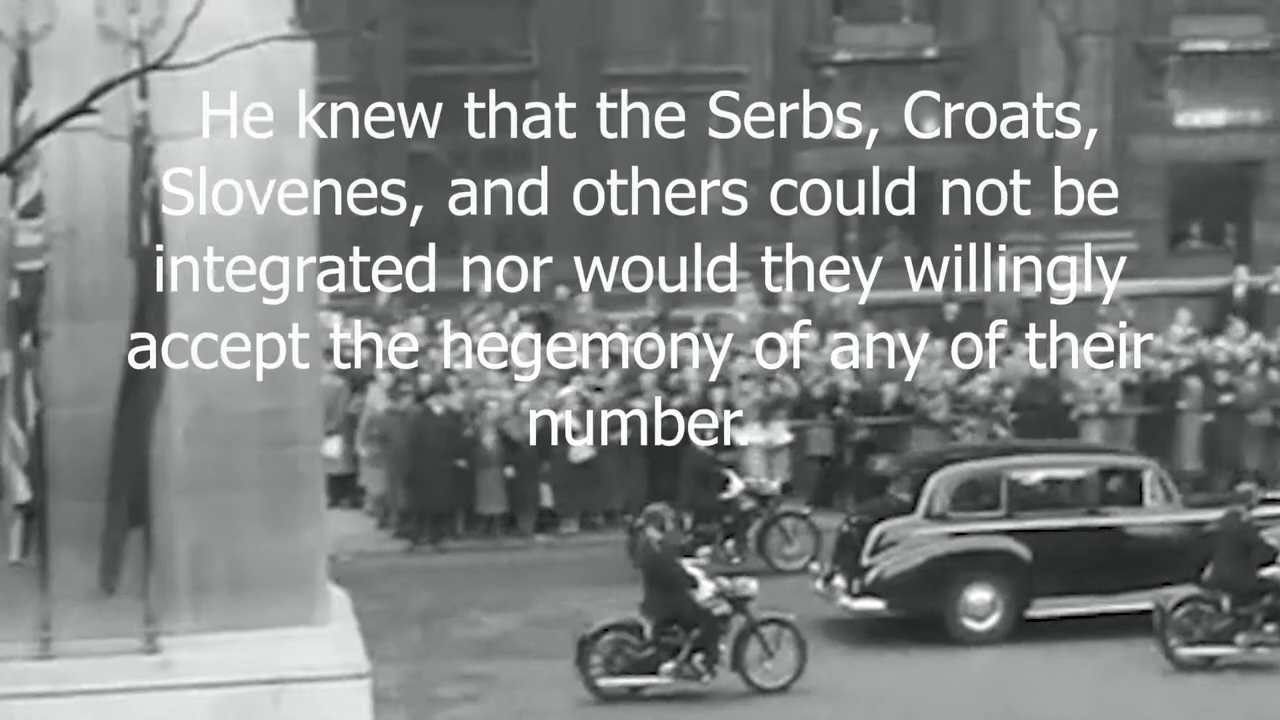 He knew that the Serbs, Croats,
Slovenes, and others could not be
integrated nor would they willingly
accept the hegemony of any of their
number.